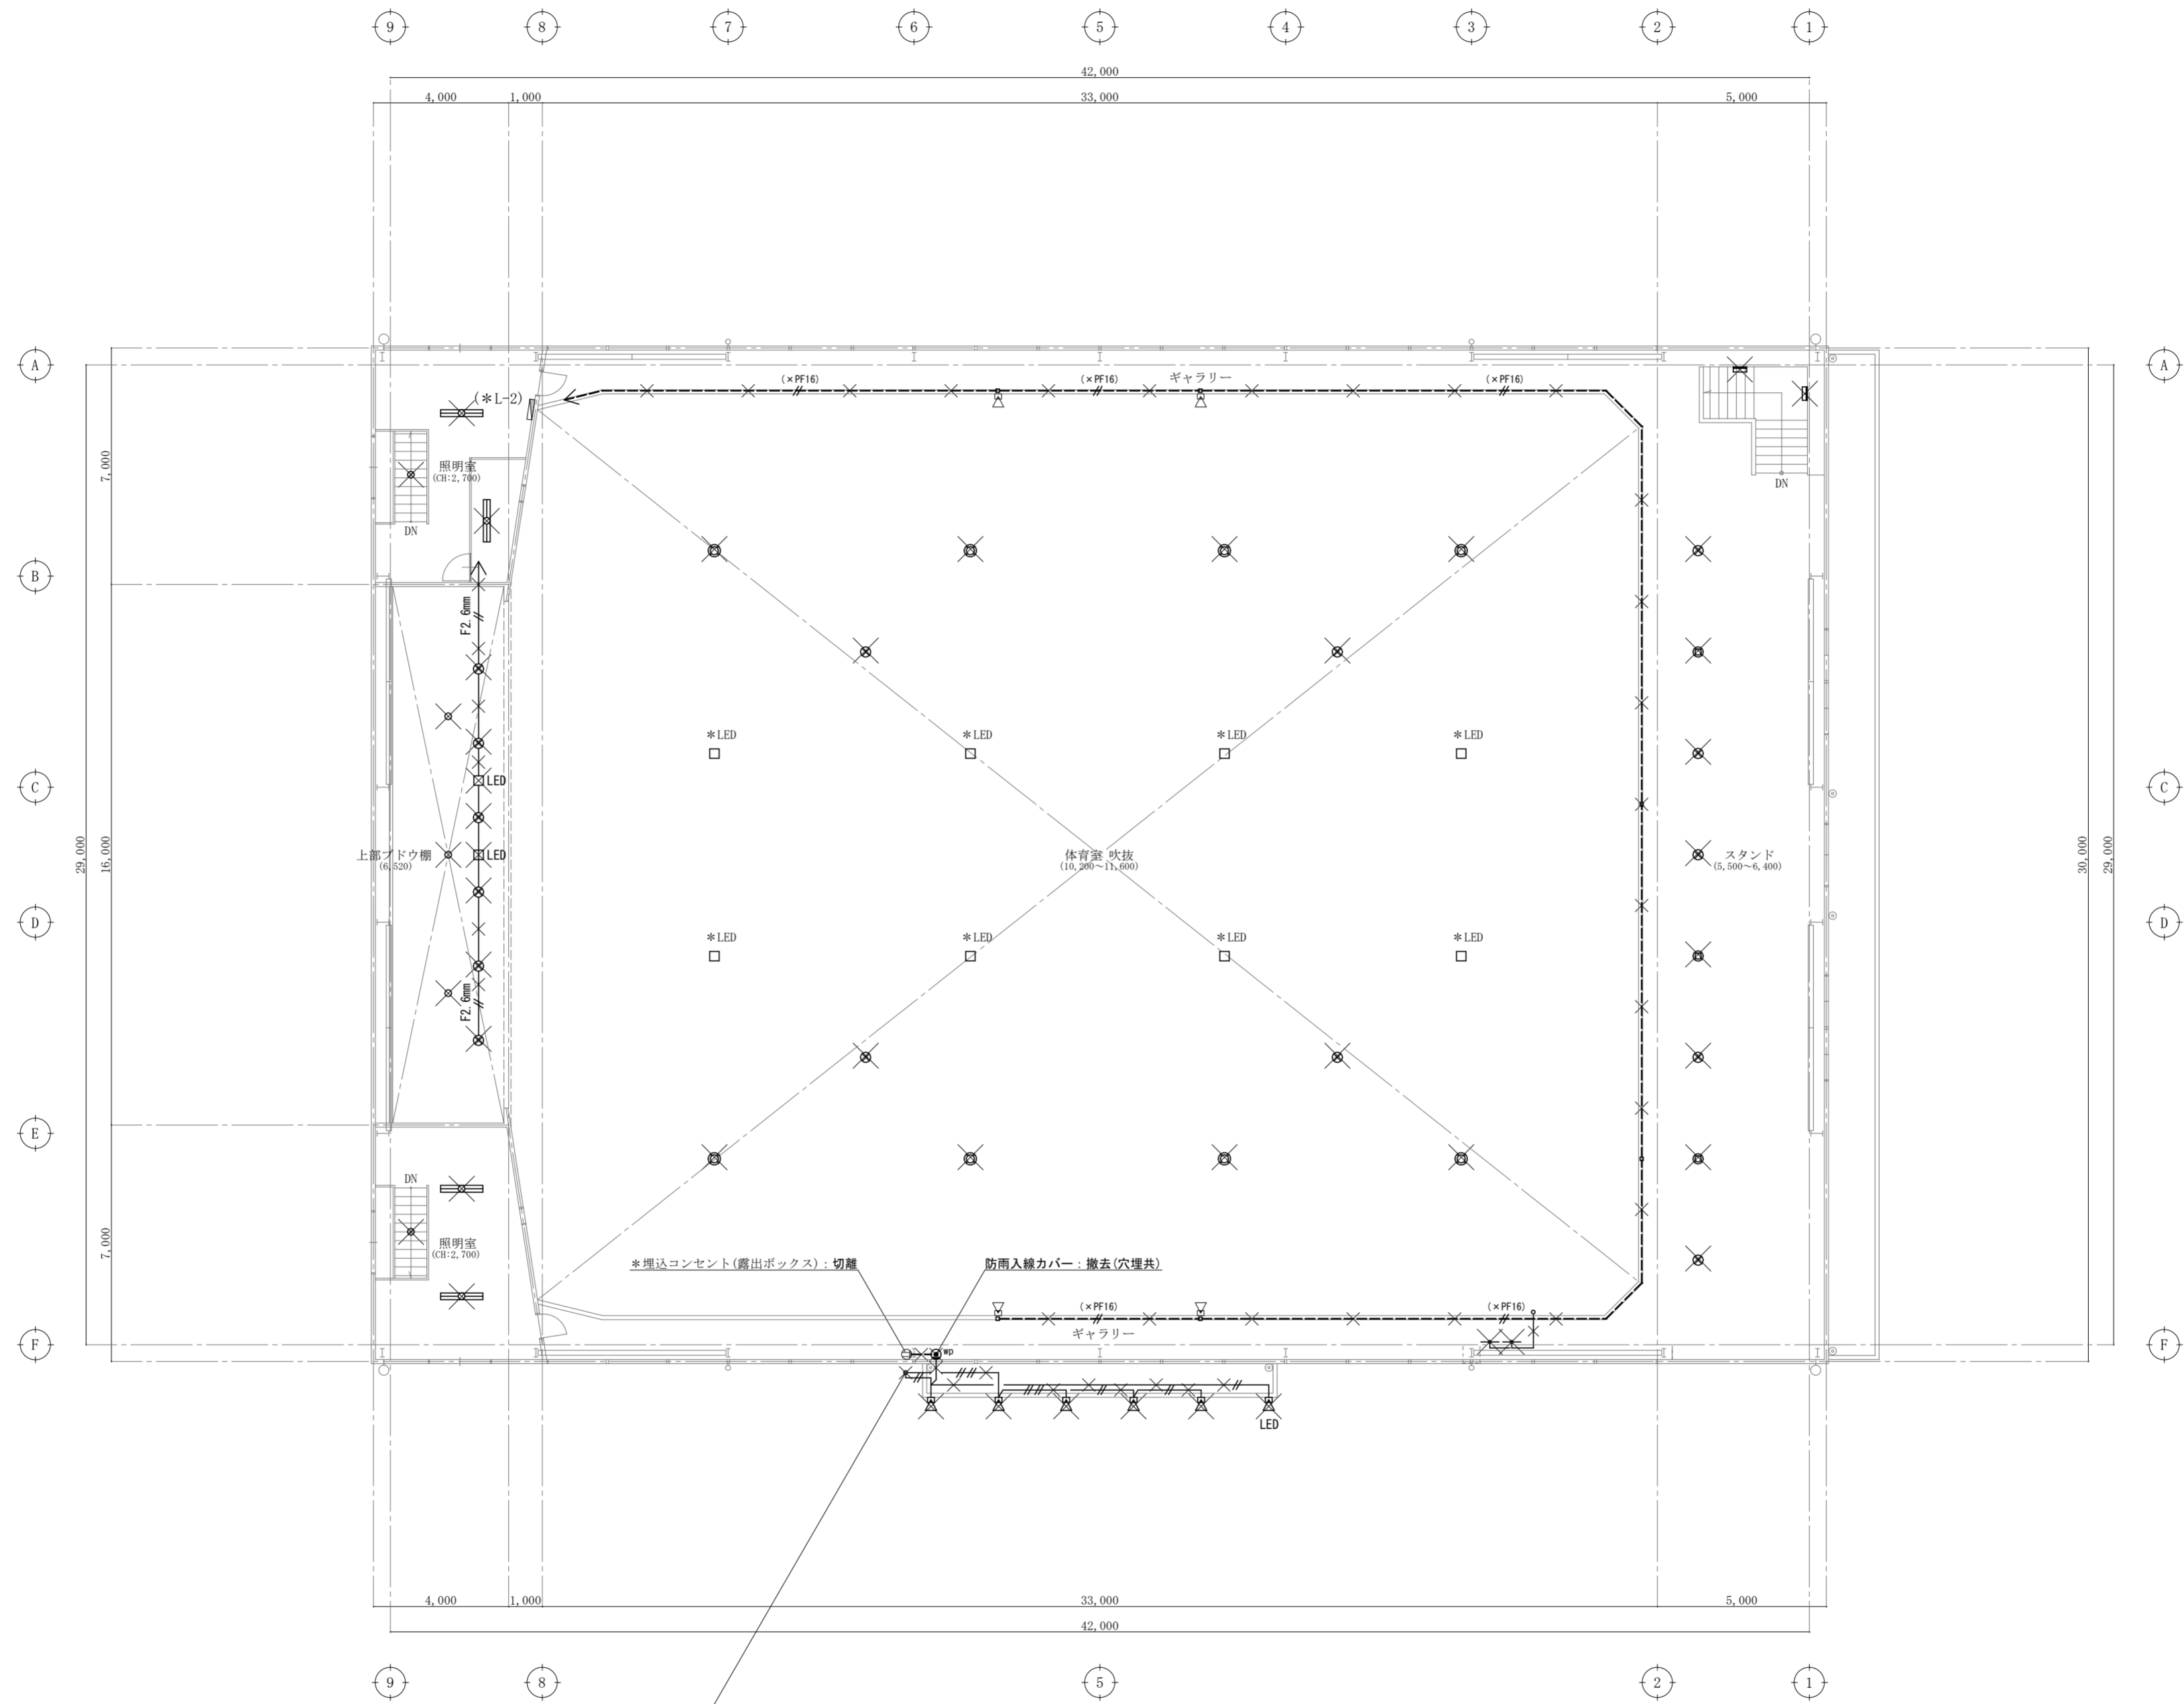 9 8 7 6 5 4 3 2 1
42,000
4,000 1,000 33,000 5,000
A A
(×PF16) (×PF16) ギャラリー (×PF16)
(*L-2)
7,000
照明室
(CH:2,700)
DN
DN
B B
F2.6mm
*LED *LED *LED *LED
LED
C C
29,000 16,000 30,000 29,000
LED
上部ブドウ棚
(6,520)
体育室 吹抜
(10,200~11,600)
スタンド
(5,500~6,400)
D D
*LED *LED *LED *LED
F2.6mm
E E
DN
7,000
照明室
(CH:2,700)
*埋込コンセント(露出ボックス):切離
防雨入線カバー:撤去(穴埋共)
(×PF16) (×PF16)
ギャラリー
F F
wp
LED
4,000 1,000 33,000 5,000
42,000
9 8 5 2 1